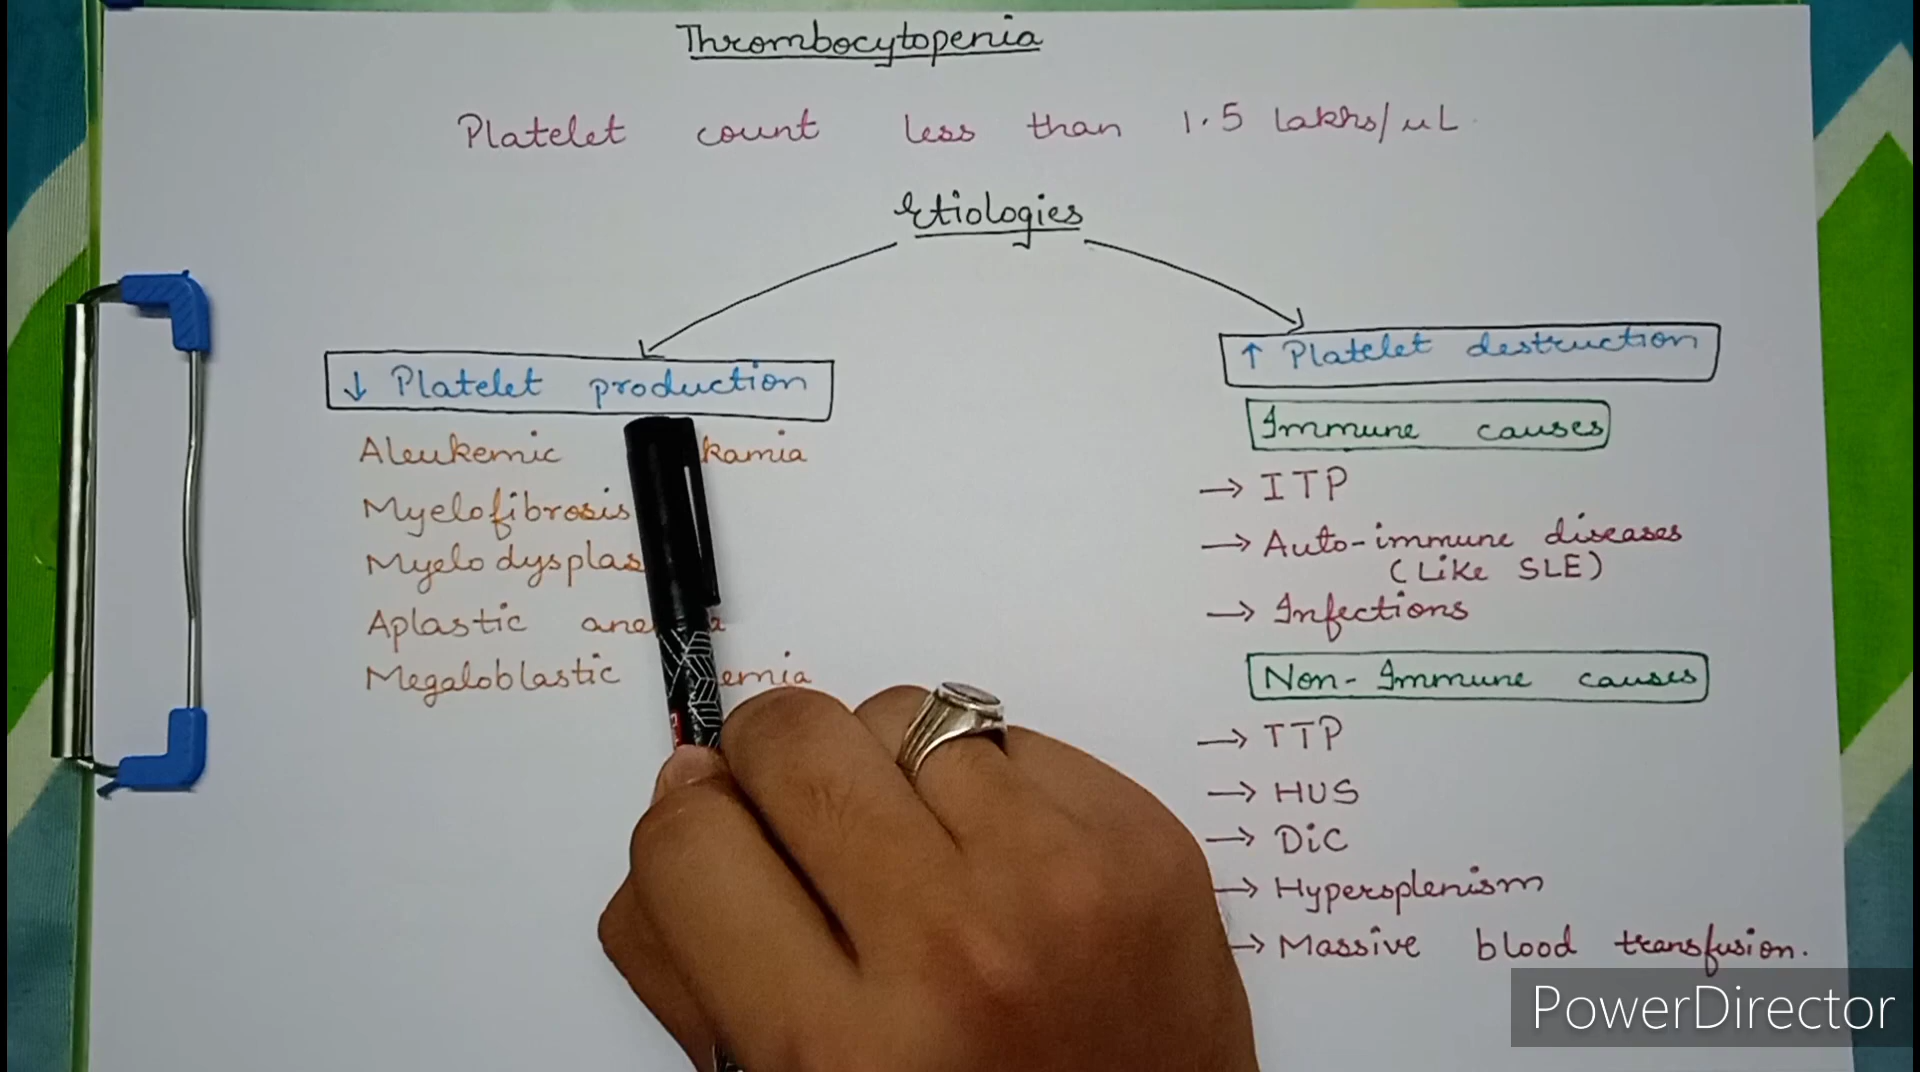 Thrombocytopenia
Platelet count less than 1.5 Lakhs/uL
Etiologies
↓ Platelet production
Aleukemic
Myelofibrosis
Aplastic
Megaloblastic
↑ Platelet destruction
Immune causes
→ ITP
→ Auto-immune diseases
(Like SLE)
→ Infections
Non-Immune causes
→ TTP
→ HUS
→ DiC
→ Hypersplenism
→ Massive blood transfusion.
PowerDirector